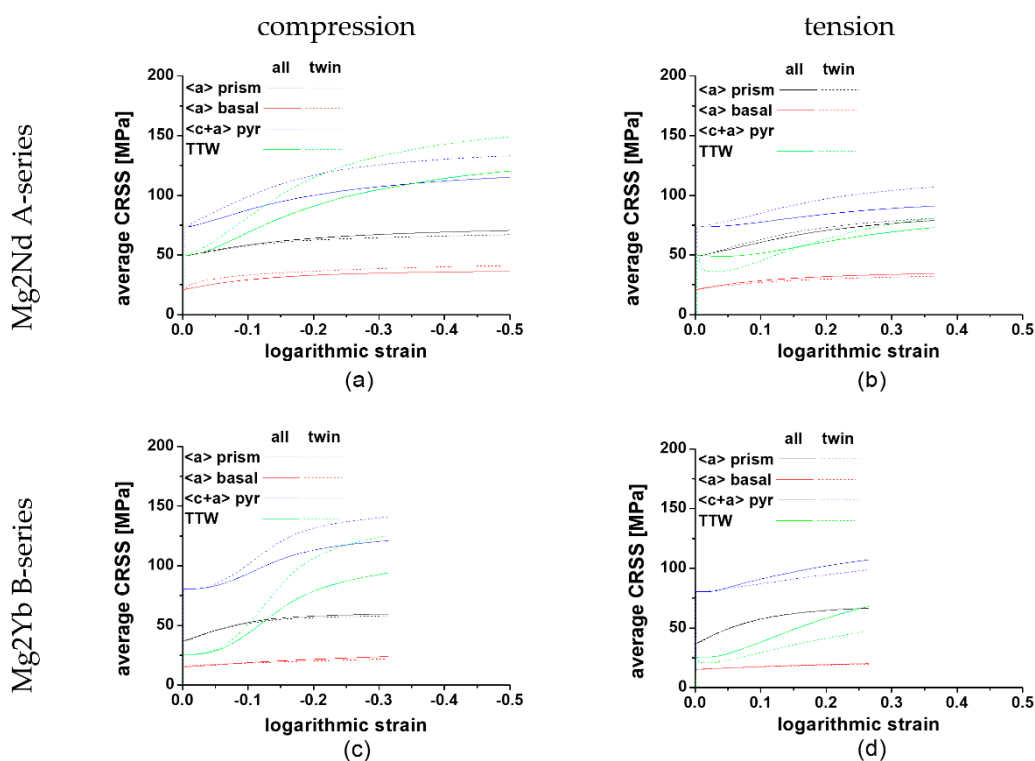 compression
tension
Mg2Nd A-series
all twin
<a> prism
<a> basal
<c+a> pyr
TTW
average CRSS [MPa]
200
150
100
50
0
0.0 -0.1 -0.2 -0.3 -0.4 -0.5
logarithmic strain
(a)
all twin
<a> prism
<a> basal
<c+a> pyr
TTW
average CRSS [MPa]
200
150
100
50
0
0.0 0.1 0.2 0.3 0.4 0.5
logarithmic strain
(b)
Mg2Yb B-series
all twin
<a> prism
<a> basal
<c+a> pyr
TTW
average CRSS [MPa]
200
150
100
50
0
0.0 -0.1 -0.2 -0.3 -0.4 -0.5
logarithmic strain
(c)
all twin
<a> prism
<a> basal
<c+a> pyr
TTW
average CRSS [MPa]
200
150
100
50
0
0.0 0.1 0.2 0.3 0.4 0.5
logarithmic strain
(d)